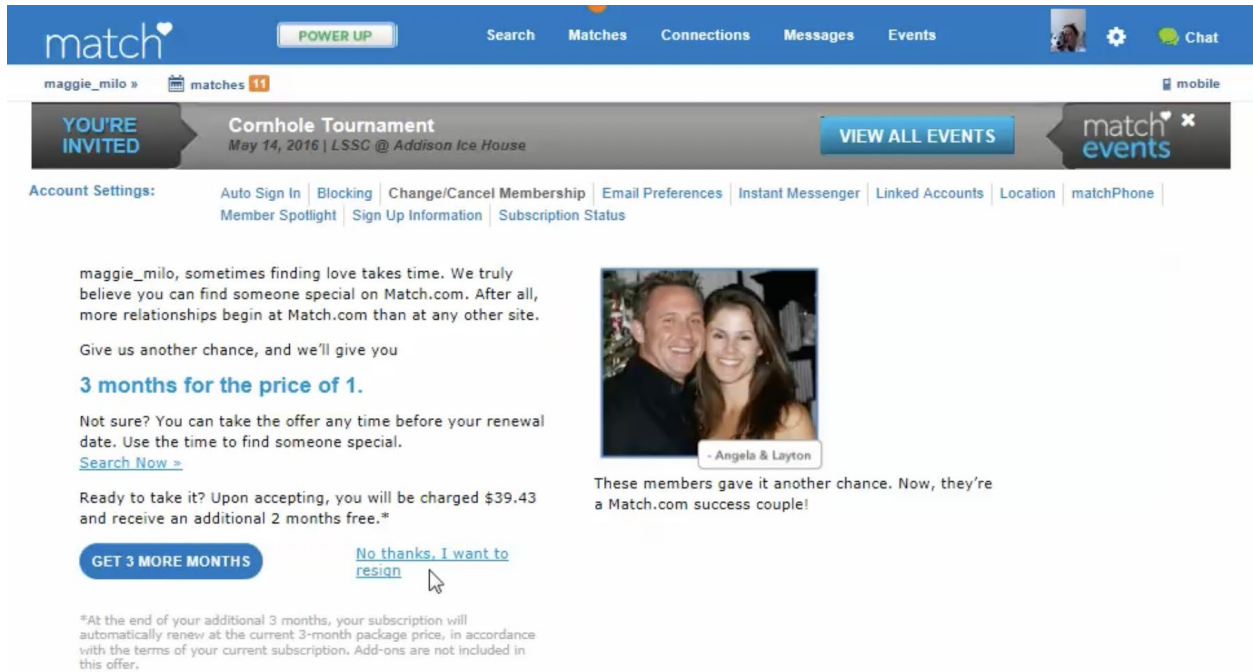 match
POWER UP
Search
Matches
Connections
Messages
Events
Chat
maggie_milo »
matches 11
mobile
YOU'RE
INVITED
Cornhole Tournament
May 14, 2016 | LSSC @ Addison Ice House
VIEW ALL EVENTS
match
events
Account Settings:
Auto Sign In | Blocking | Change/Cancel Membership | Email Preferences | Instant Messenger | Linked Accounts | Location | matchPhone
Member Spotlight | Sign Up Information | Subscription Status
maggie_milo, sometimes finding love takes time. We truly
believe you can find someone special on Match.com. After all,
more relationships begin at Match.com than at any other site.
Give us another chance, and we'll give you
3 months for the price of 1.
Not sure? You can take the offer any time before your renewal
date. Use the time to find someone special.
Search Now »
Ready to take it? Upon accepting, you will be charged $39.43
and receive an additional 2 months free.*
GET 3 MORE MONTHS
No thanks, I want to
resign
*At the end of your additional 3 months, your subscription will
automatically renew at the current 3-month package price, in accordance
with the terms of your current subscription. Add-ons are not included in
this offer.
- Angela & Layton
These members gave it another chance. Now, they're
a Match.com success couple!